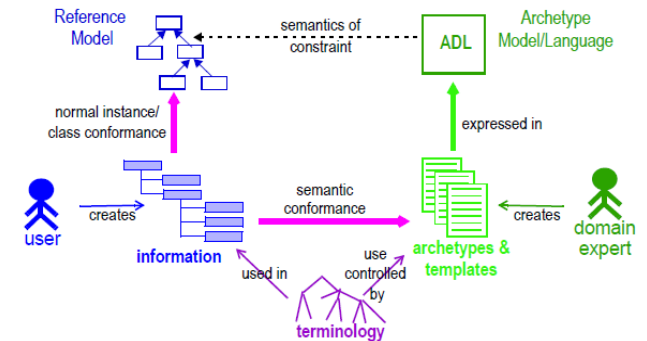 Reference
Model
semantics of
constraint
ADL
Archetype
Model/Language
normal instance/
class conformance
expressed in
creates
user
information
semantic
conformance
archetypes &
templates
creates
domain
expert
used in
use
controlled
by
terminology